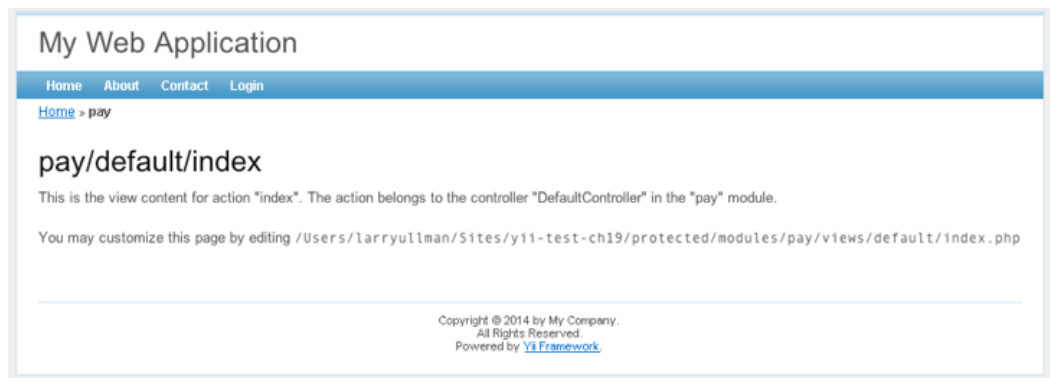 My Web Application
Home About Contact Login
Home » pay
pay/default/index
This is the view content for action "index". The action belongs to the controller "DefaultController" in the "pay" module.
You may customize this page by editing /Users/larryullman/Sites/yii-test-ch19/protected/modules/pay/views/default/index.php
Copyright © 2014 by My Company.
All Rights Reserved.
Powered by Yii Framework.